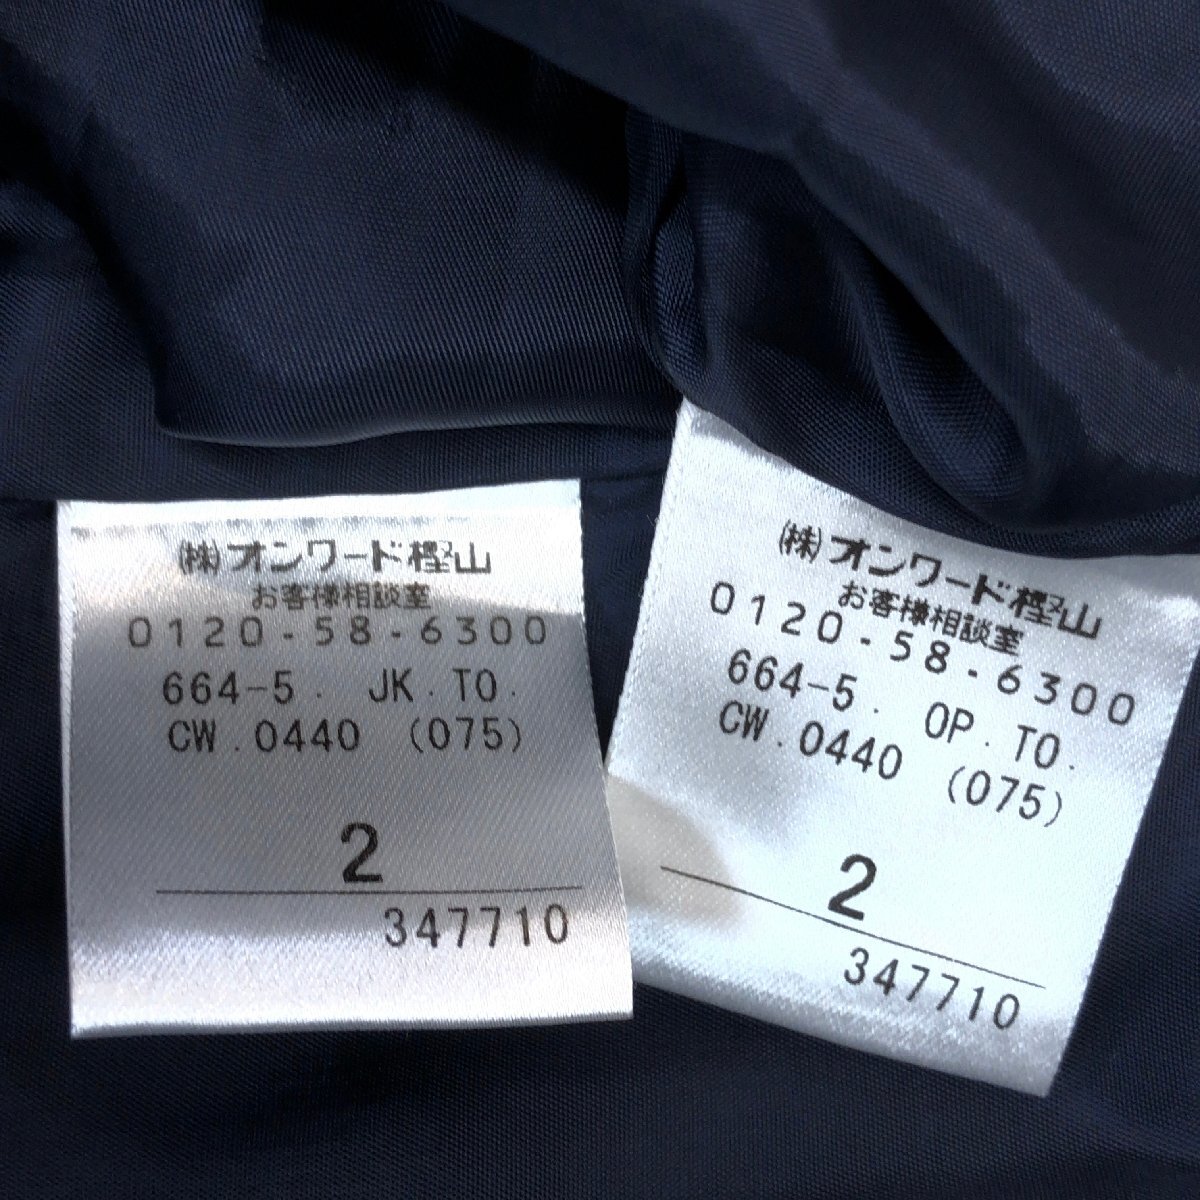 ㈱オンワード樫山
お客様相談室
0120-58-6300
664-5. JK.TO.
CW.0440 (075)
2
347710
㈱オンワード樫山
お客様相談室
0120-58-6300
664-5. OP.TO.
CW.0440 (075)
2
347710